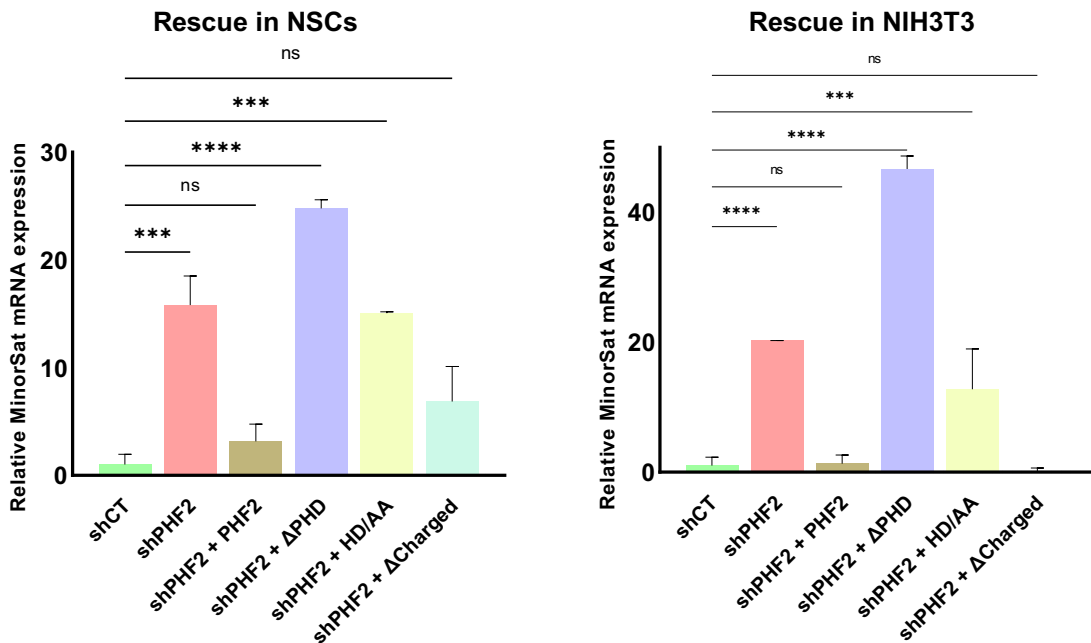 Rescue in NSCs
ns
***
****
ns
***
Relative MinorSat mRNA expression
30
20
10
0
shCT
shPHF2
shPHF2 + PHF2
shPHF2 + ΔPHD
shPHF2 + HD/AA
shPHF2 + ΔCharged
Rescue in NIH3T3
ns
***
****
ns
****
Relative MinorSat mRNA expression
40
20
0
shCT
shPHF2
shPHF2 + PHF2
shPHF2 + ΔPHD
shPHF2 + HD/AA
shPHF2 + ΔCharged